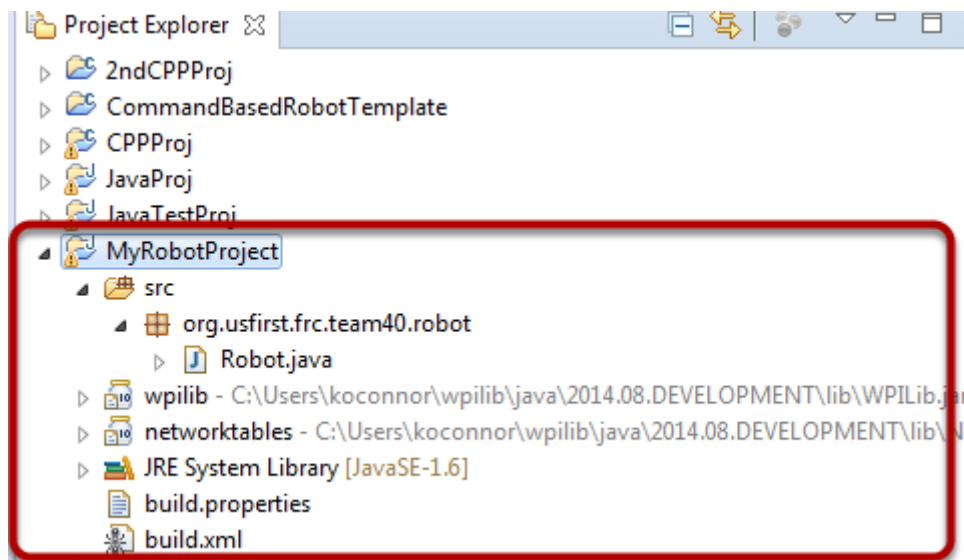 Project Explorer
2ndCPPProj
CommandBasedRobotTemplate
CPPProj
JavaProj
JavaTestProj
MyRobotProject
src
org.usfirst.frc.team40.robot
Robot.java
wpilib - C:\Users\koconnor\wpilib\java\2014.08.DEVELOPMENT\lib\WPILib.jar
networktables - C:\Users\koconnor\wpilib\java\2014.08.DEVELOPMENT\lib\N
JRE System Library [JavaSE-1.6]
build.properties
build.xml